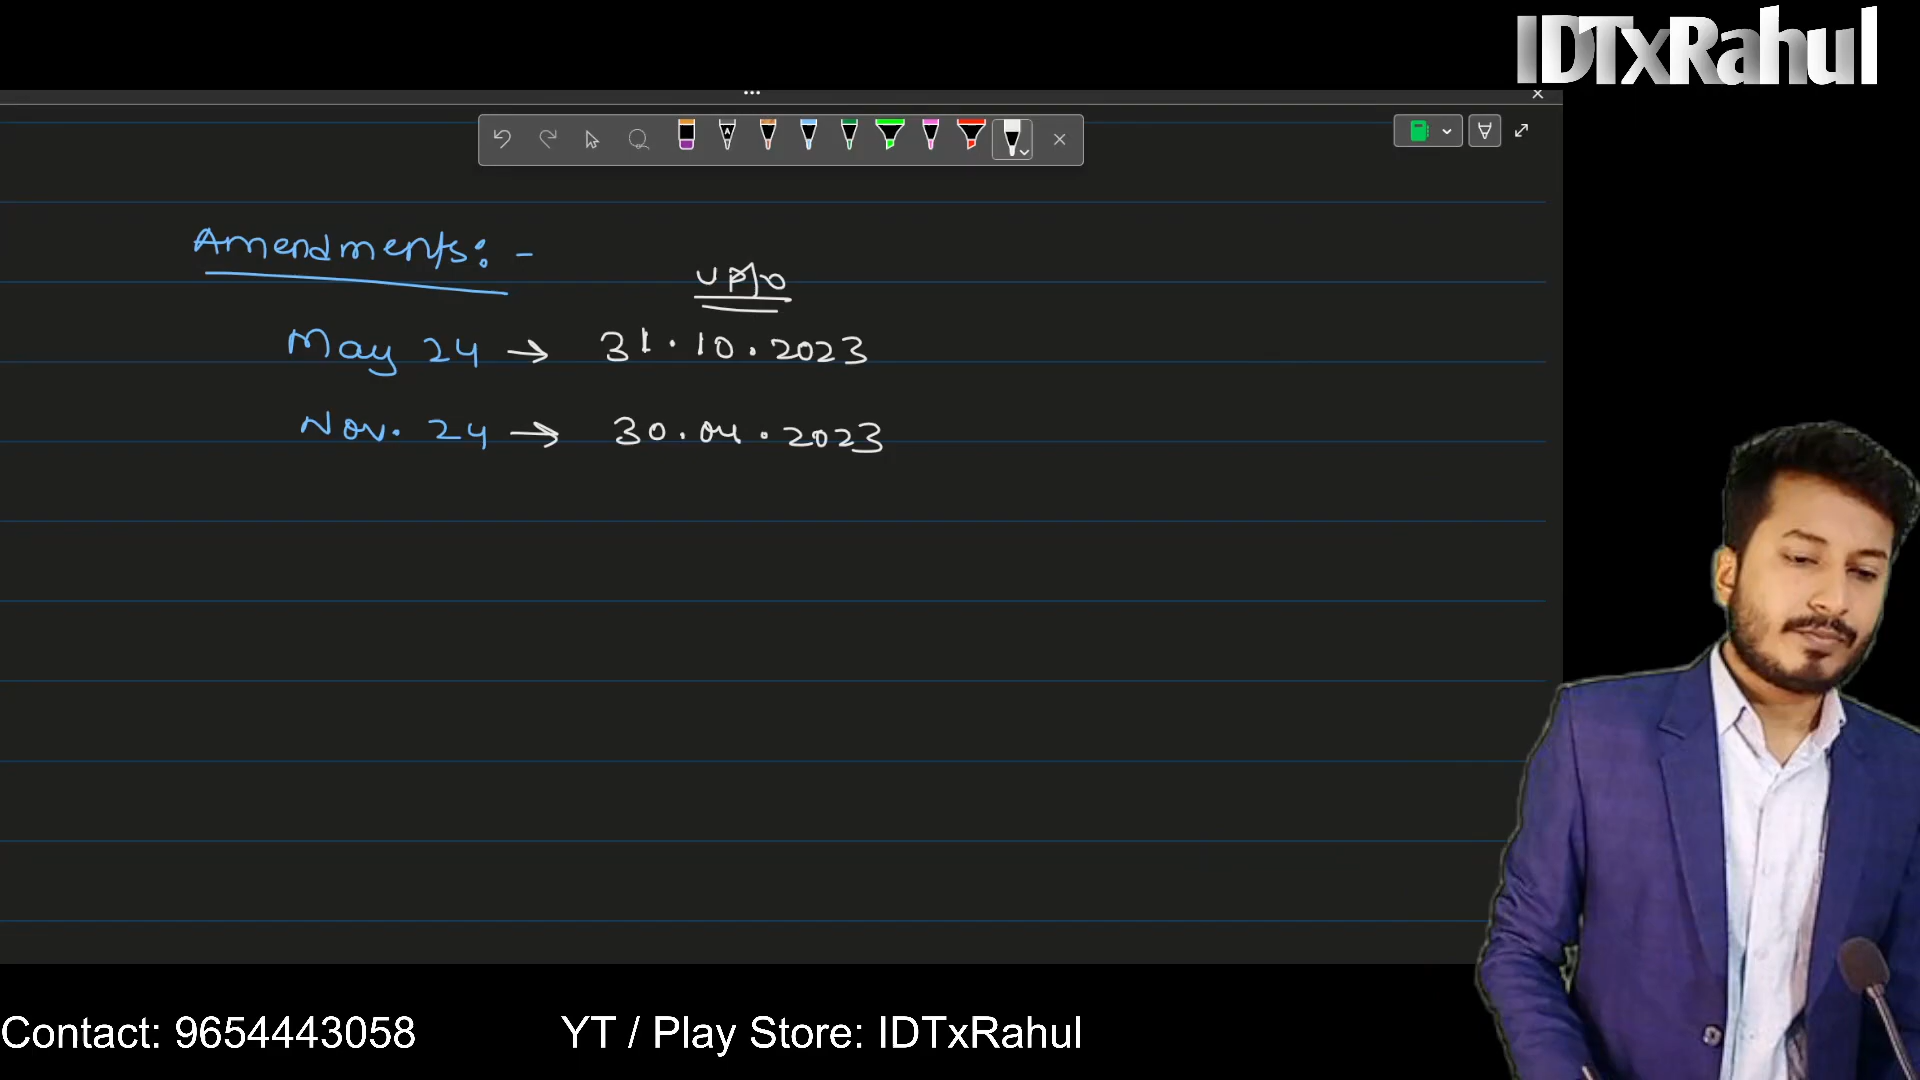 IDTxRahul
Amendments: -
upto
May 24 → 31.10.2023
Nov. 24 → 30.04.2023
Contact: 9654443058
YT / Play Store: IDTxRahul